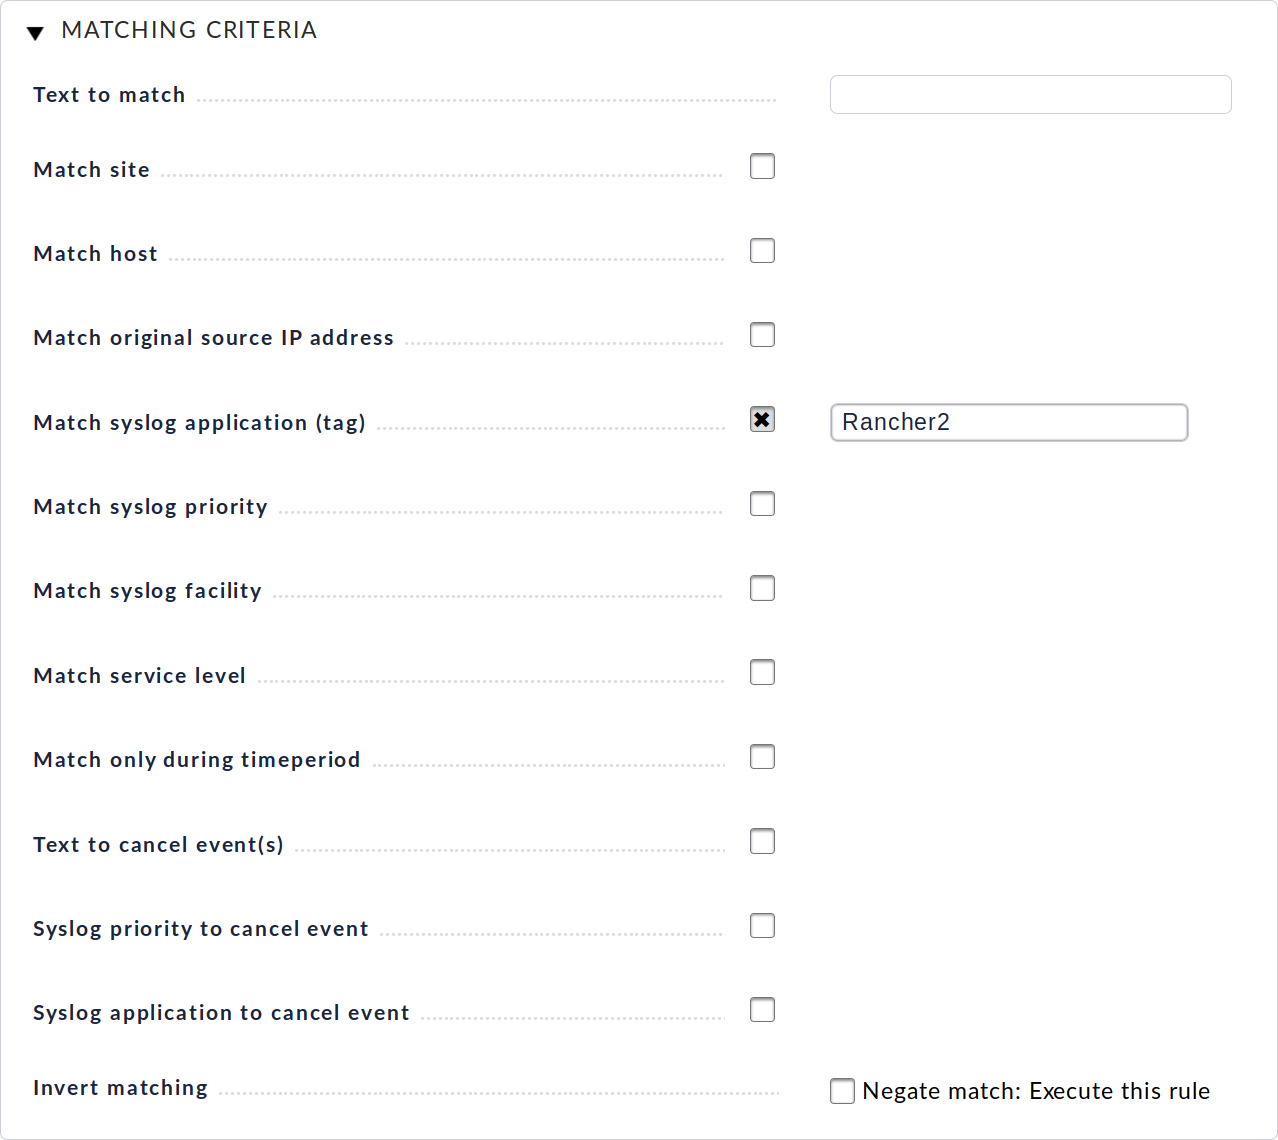 MATCHING CRITERIA
Text to match
Match site
Match host
Match original source IP address
Match syslog application (tag) Rancher2
Match syslog priority
Match syslog facility
Match service level
Match only during timeperiod
Text to cancel event(s)
Syslog priority to cancel event
Syslog application to cancel event
Invert matching Negate match: Execute this rule